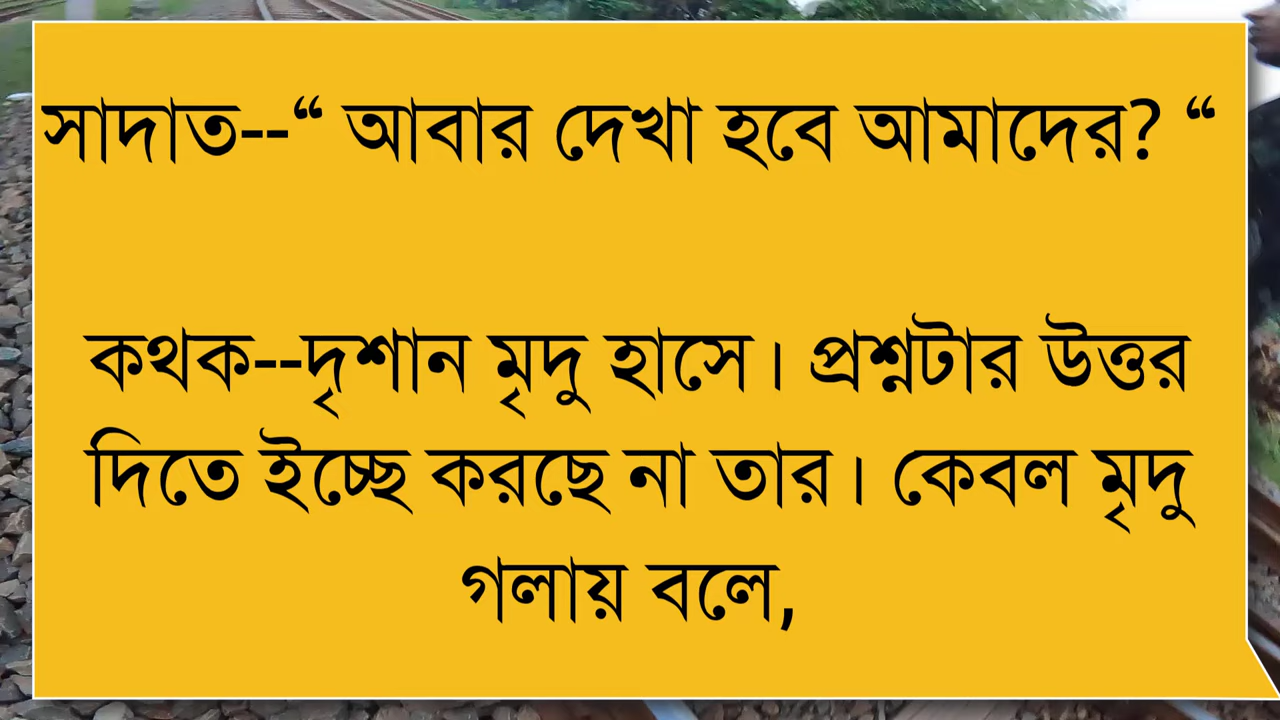 সাদাত--“ আবার দেখা হবে আমাদের? “
কথক--দৃশান মৃদু হাসে। প্রশ্নটার উত্তর
দিতে ইচ্ছে করছে না তার। কেবল মৃদু
গলায় বলে,